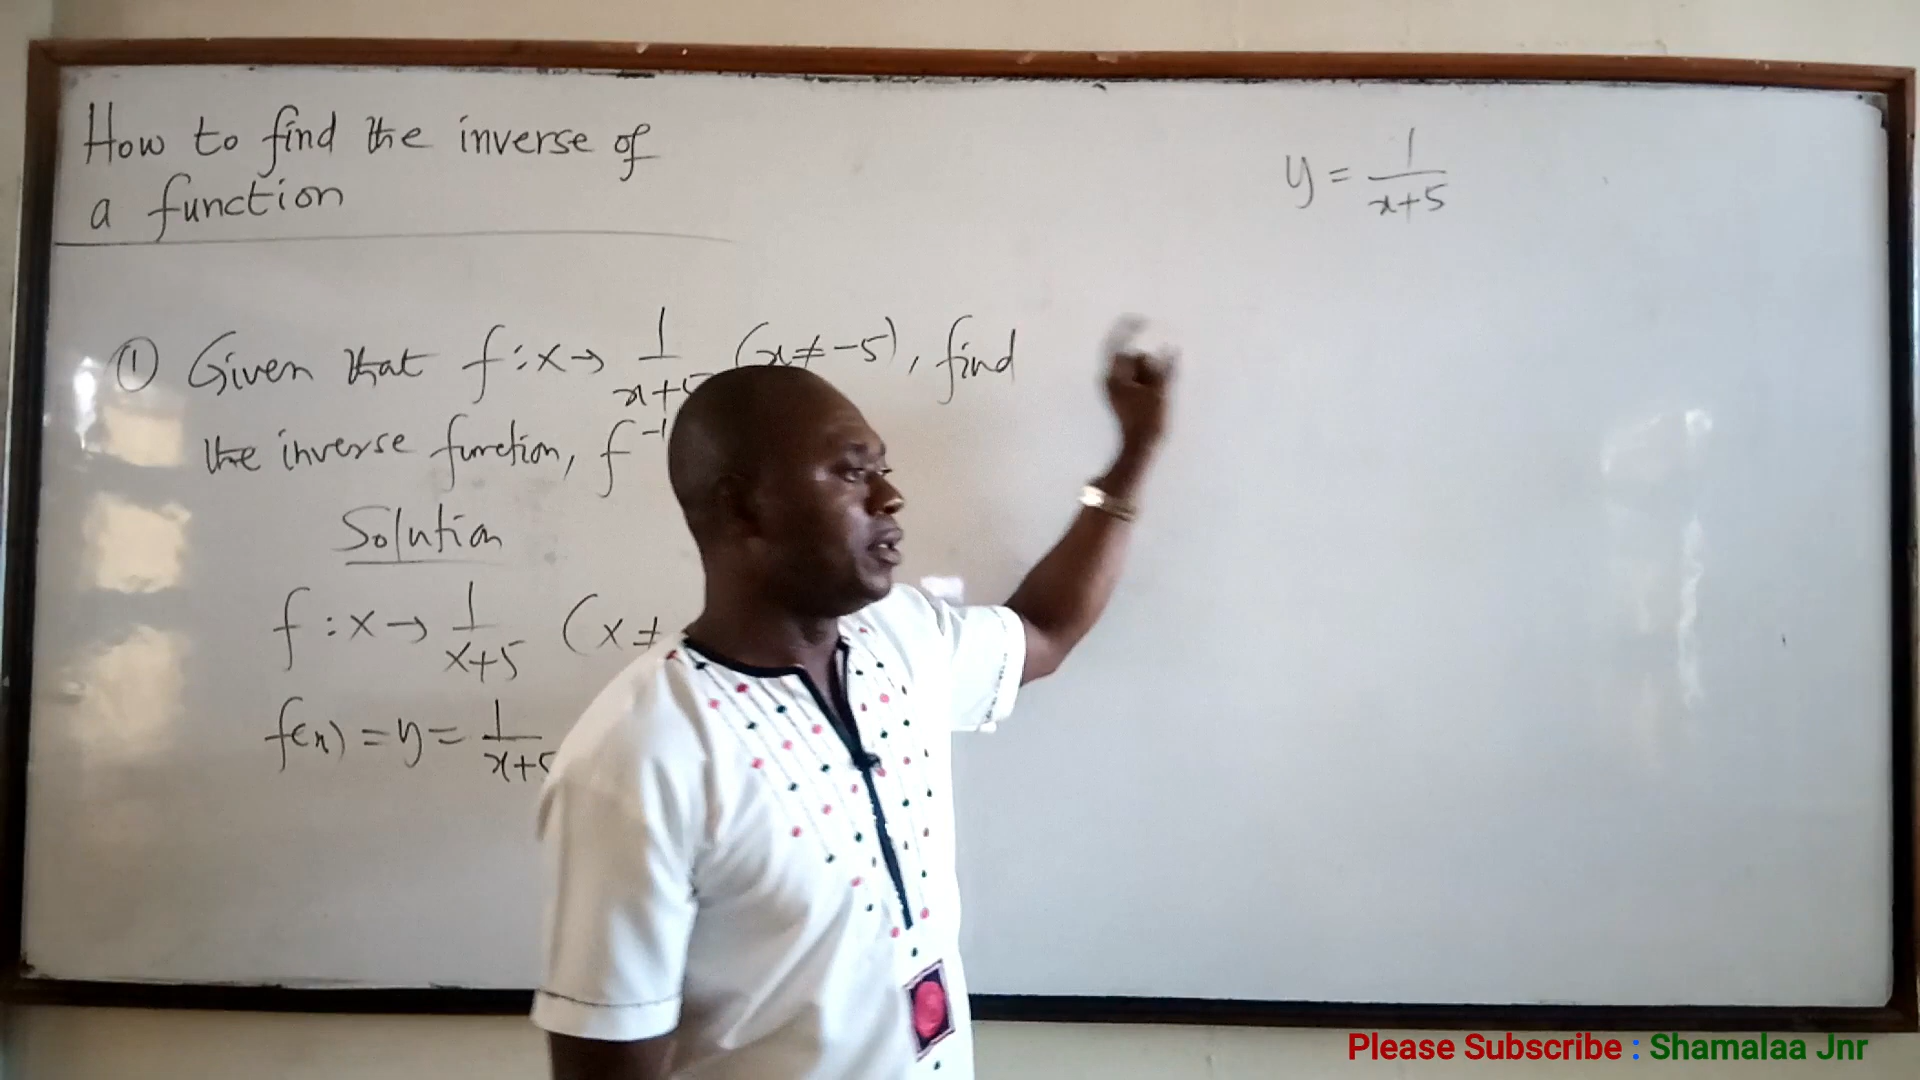 How to find the inverse of
a function
① Given that f:x→ 1/x+5 (x≠-5), find
the inverse function, f⁻¹
Solution
f:x→ 1/x+5 (x≠
f(x) = y = 1/x+5
y = 1/x+5
Please Subscribe : Shamalaa Jnr